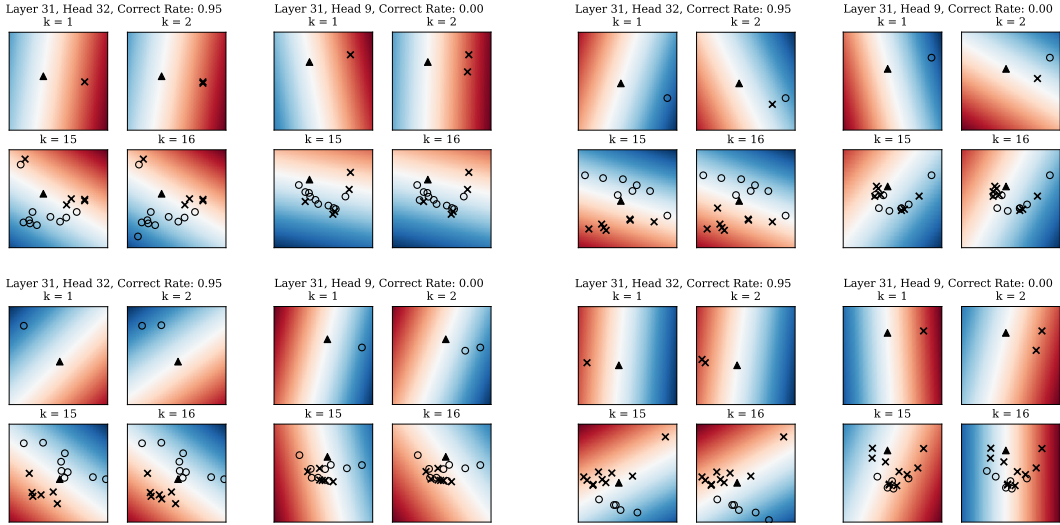 Layer 31, Head 32, Correct Rate: 0.95
k = 1
k = 2
k = 15
k = 16
Layer 31, Head 9, Correct Rate: 0.00
k = 1
k = 2
k = 15
k = 16
Layer 31, Head 32, Correct Rate: 0.95
k = 1
k = 2
k = 15
k = 16
Layer 31, Head 9, Correct Rate: 0.00
k = 1
k = 2
k = 15
k = 16
Layer 31, Head 32, Correct Rate: 0.95
k = 1
k = 2
k = 15
k = 16
Layer 31, Head 9, Correct Rate: 0.00
k = 1
k = 2
k = 15
k = 16
Layer 31, Head 32, Correct Rate: 0.95
k = 1
k = 2
k = 15
k = 16
Layer 31, Head 9, Correct Rate: 0.00
k = 1
k = 2
k = 15
k = 16